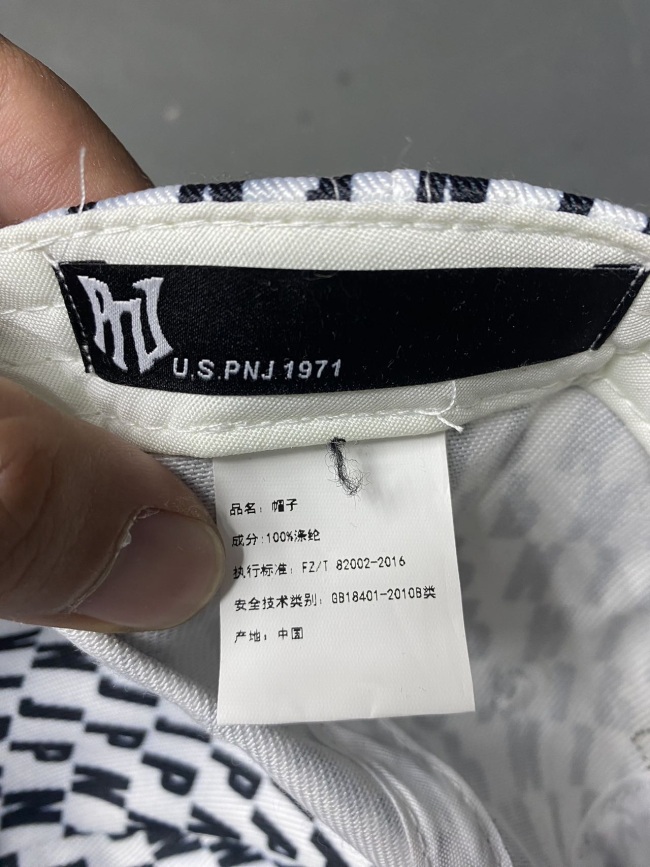 PNJ
U.S.PNJ 1971
品名：帽子
成分：100%涤纶
执行标准：FZ/T 82002-2016
安全技术类别：GB18401-2010B类
产地：中国